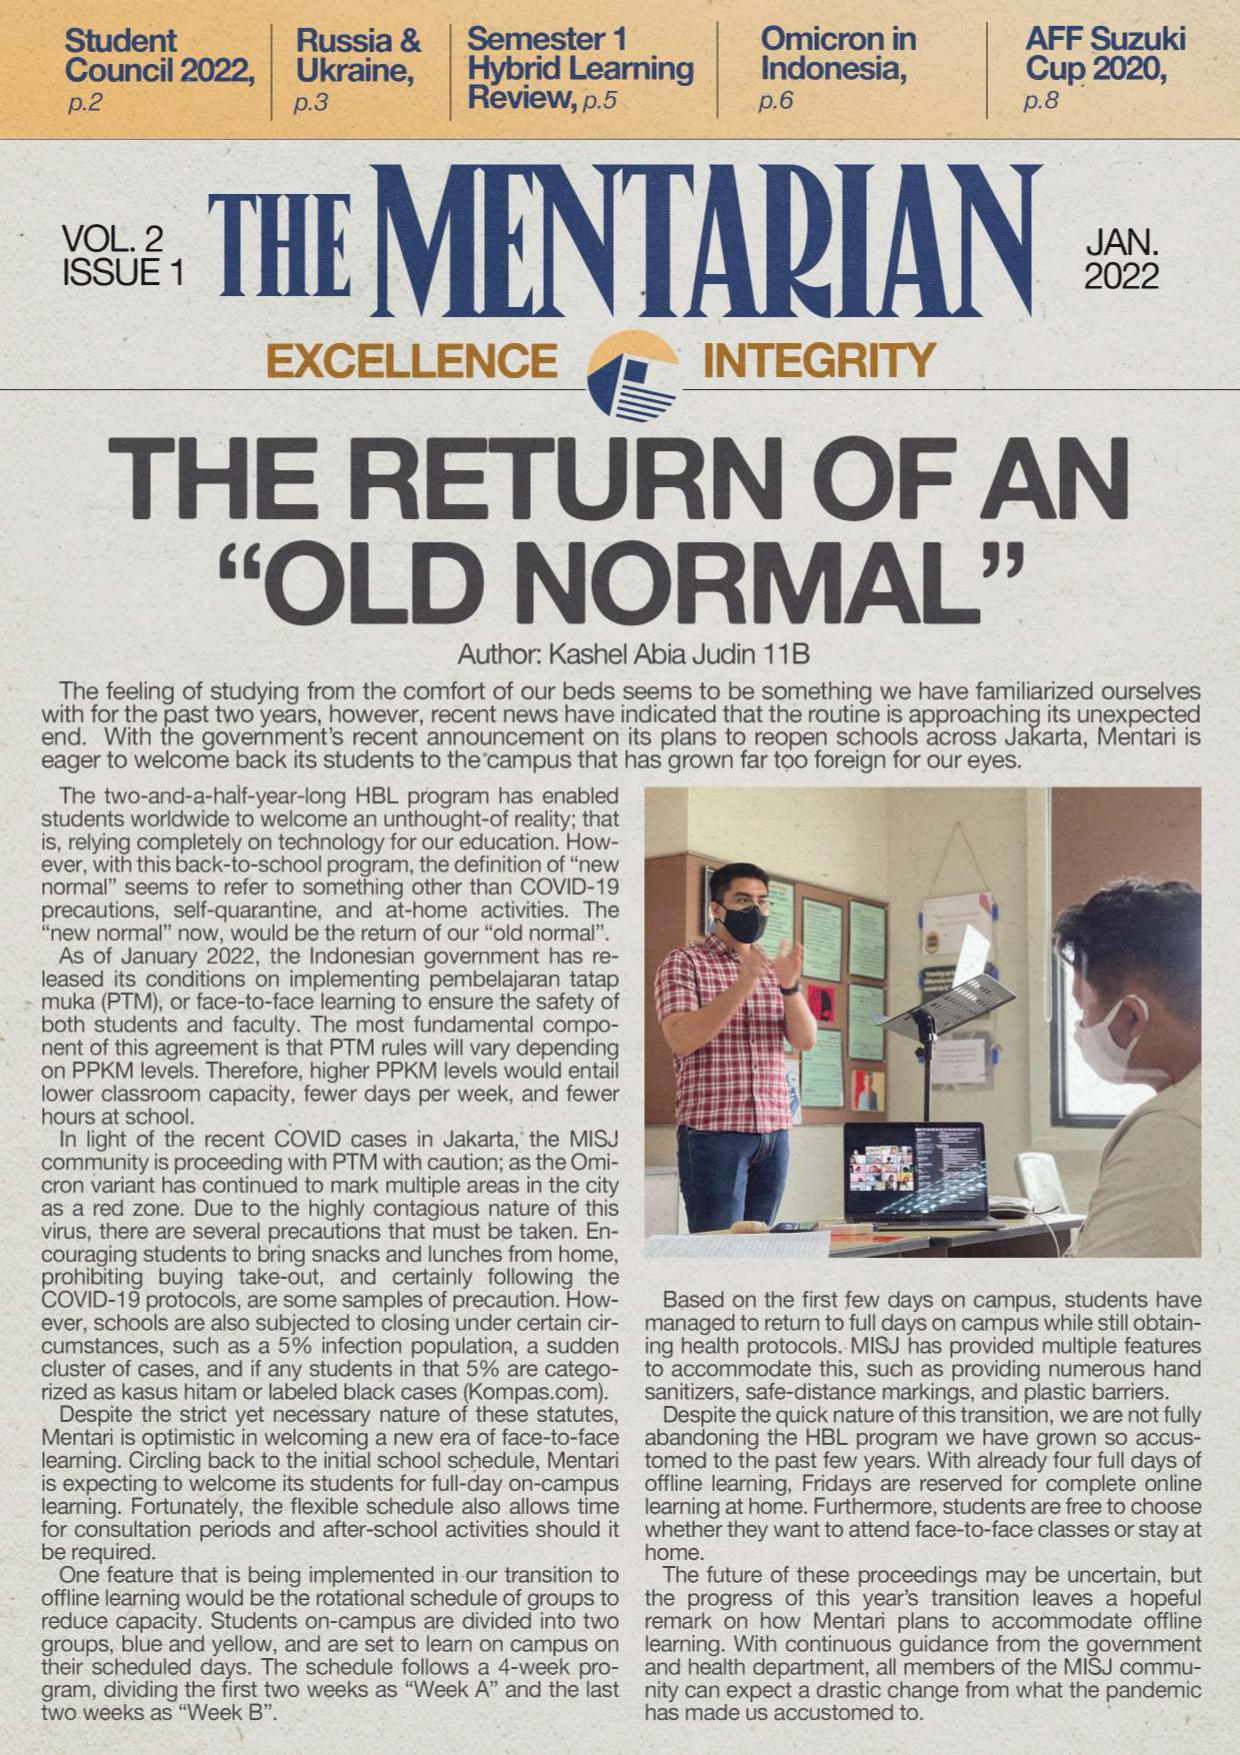 Student
Council 2022,
p.2
Russia &
Ukraine,
p.3
Semester 1
Hybrid Learning
Review, p.5
Omicron in
Indonesia,
p.6
AFF Suzuki
Cup 2020,
p.8
VOL. 2
ISSUE 1
THE MENTARIAN
JAN.
2022
EXCELLENCE INTEGRITY
THE RETURN OF AN
“OLD NORMAL”
Author: Kashel Abia Judin 11B
The feeling of studying from the comfort of our beds seems to be something we have familiarized ourselves
with for the past two years, however, recent news have indicated that the routine is approaching its unexpected
end. With the government’s recent announcement on its plans to reopen schools across Jakarta, Mentari is
eager to welcome back its students to the campus that has grown far too foreign for our eyes.
The two-and-a-half-year-long HBL program has enabled
students worldwide to welcome an unthought-of reality; that
is, relying completely on technology for our education. How-
ever, with this back-to-school program, the definition of “new
normal” seems to refer to something other than COVID-19
precautions, self-quarantine, and at-home activities. The
“new normal” now, would be the return of our “old normal”.
As of January 2022, the Indonesian government has re-
leased its conditions on implementing pembelajaran tatap
muka (PTM), or face-to-face learning to ensure the safety of
both students and faculty. The most fundamental compo-
nent of this agreement is that PTM rules will vary depending
on PPKM levels. Therefore, higher PPKM levels would entail
lower classroom capacity, fewer days per week, and fewer
hours at school.
In light of the recent COVID cases in Jakarta, the MISJ
community is proceeding with PTM with caution; as the Omi-
cron variant has continued to mark multiple areas in the city
as a red zone. Due to the highly contagious nature of this
virus, there are several precautions that must be taken. En-
couraging students to bring snacks and lunches from home,
prohibiting buying take-out, and certainly following the
COVID-19 protocols, are some samples of precaution. How-
ever, schools are also subjected to closing under certain cir-
cumstances, such as a 5% infection population, a sudden
cluster of cases, and if any students in that 5% are catego-
rized as kasus hitam or labeled black cases (Kompas.com).
Despite the strict yet necessary nature of these statutes,
Mentari is optimistic in welcoming a new era of face-to-face
learning. Circling back to the initial school schedule, Mentari
is expecting to welcome its students for full-day on-campus
learning. Fortunately, the flexible schedule also allows time
for consultation periods and after-school activities should it
be required.
One feature that is being implemented in our transition to
offline learning would be the rotational schedule of groups to
reduce capacity. Students on-campus are divided into two
groups, blue and yellow, and are set to learn on campus on
their scheduled days. The schedule follows a 4-week pro-
gram, dividing the first two weeks as “Week A” and the last
two weeks as “Week B”.
Based on the first few days on campus, students have
managed to return to full days on campus while still obtain-
ing health protocols. MISJ has provided multiple features
to accommodate this, such as providing numerous hand
sanitizers, safe-distance markings, and plastic barriers.
Despite the quick nature of this transition, we are not fully
abandoning the HBL program we have grown so accus-
tomed to the past few years. With already four full days of
offline learning, Fridays are reserved for complete online
learning at home. Furthermore, students are free to choose
whether they want to attend face-to-face classes or stay at
home.
The future of these proceedings may be uncertain, but
the progress of this year’s transition leaves a hopeful
remark on how Mentari plans to accommodate offline
learning. With continuous guidance from the government
and health department, all members of the MISJ commu-
nity can expect a drastic change from what the pandemic
has made us accustomed to.